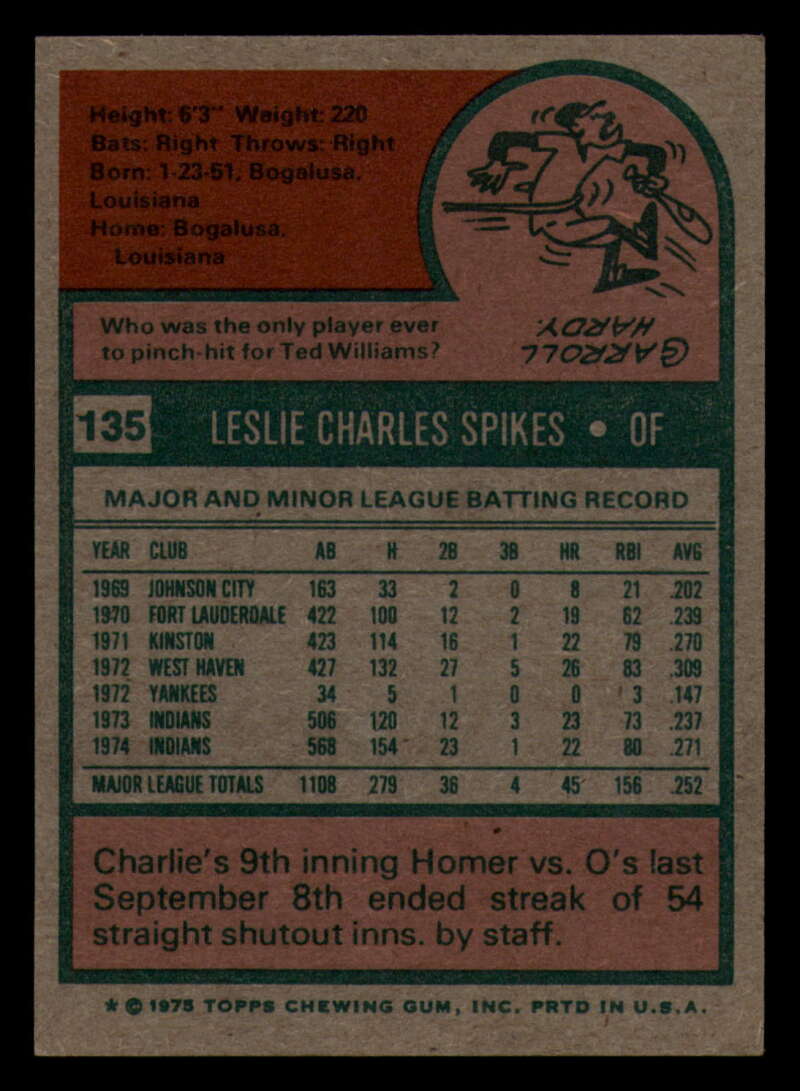 Height: 6'3" Weight: 220
Bats: Right Throws: Right
Born: 1-23-51, Bogalusa,
Louisiana
Home: Bogalusa,
Louisiana
Who was the only player ever
to pinch-hit for Ted Williams?
GARROLL
HARDY.
135 LESLIE CHARLES SPIKES • OF
MAJOR AND MINOR LEAGUE BATTING RECORD
YEAR CLUB AB H 2B 3B HR RBI AVG
1969 JOHNSON CITY 163 33 2 0 8 21 .202
1970 FORT LAUDERDALE 422 100 12 2 19 62 .239
1971 KINSTON 423 114 16 1 22 79 .270
1972 WEST HAVEN 427 132 27 5 26 83 .309
1972 YANKEES 34 5 1 0 0 3 .147
1973 INDIANS 506 120 12 3 23 73 .237
1974 INDIANS 568 154 23 1 22 80 .271
MAJOR LEAGUE TOTALS 1108 279 36 4 45 156 .252
Charlie's 9th inning Homer vs. O's last
September 8th ended streak of 54
straight shutout inns. by staff.
* © 1975 TOPPS CHEWING GUM, INC. PRTD IN U.S.A.